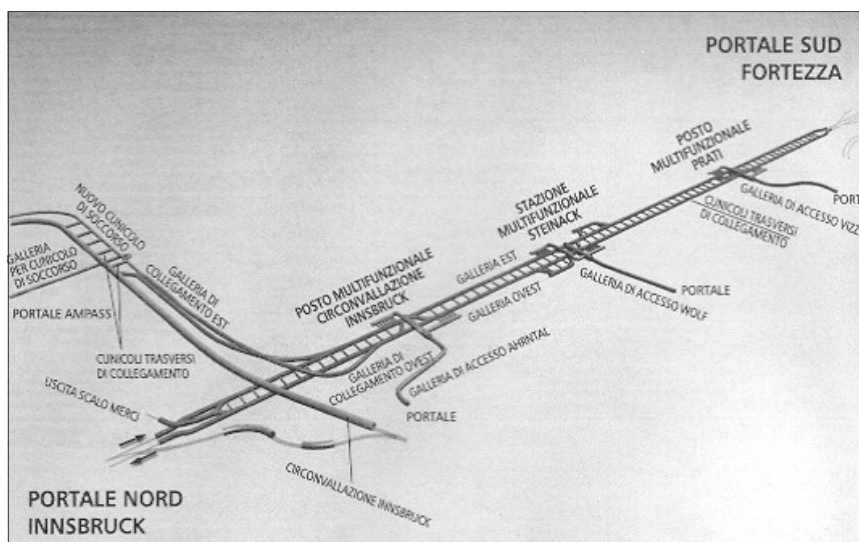 PORTALE SUD
FORTEZZA
POSTO
MULTIFUNZIONALE
PRATI
PORT
GALLERIA DI ACCESSO VIZZ
CUNICOLI TRASVERSI
DI COLLEGAMENTO
STAZIONE
MULTIFUNZIONALE
STEINACK
GALLERIA EST
GALLERIA OVEST
PORTALE
GALLERIA DI ACCESSO WOLF
NUOVO CUNICOLO
DI SOCCORSO
GALLERIA
PER CUNICOLO
DI SOCCORSO
GALLERIA DI
COLLEGAMENTO EST
POSTO MULTIFUNZIONALE
CIRCONVALLAZIONE
INNSBRUCK
PORTALE AMPASS
CUNICOLI TRASVERSI
DI COLLEGAMENTO
GALLERIA DI
COLLEGAMENTO OVEST
GALLERIA DI ACCESSO AHRNTAL
USCITA SCALO MERCI
PORTALE
CIRCONVALLAZIONE INNSBRUCK
PORTALE NORD
INNSBRUCK